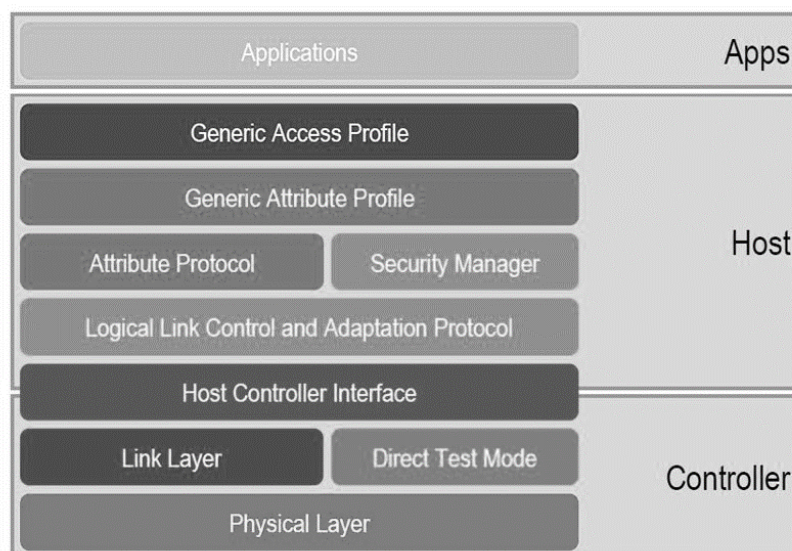 Applications
Apps
Generic Access Profile
Generic Attribute Profile
Host
Attribute Protocol
Security Manager
Logical Link Control and Adaptation Protocol
Host Controller Interface
Link Layer
Direct Test Mode
Controller
Physical Layer